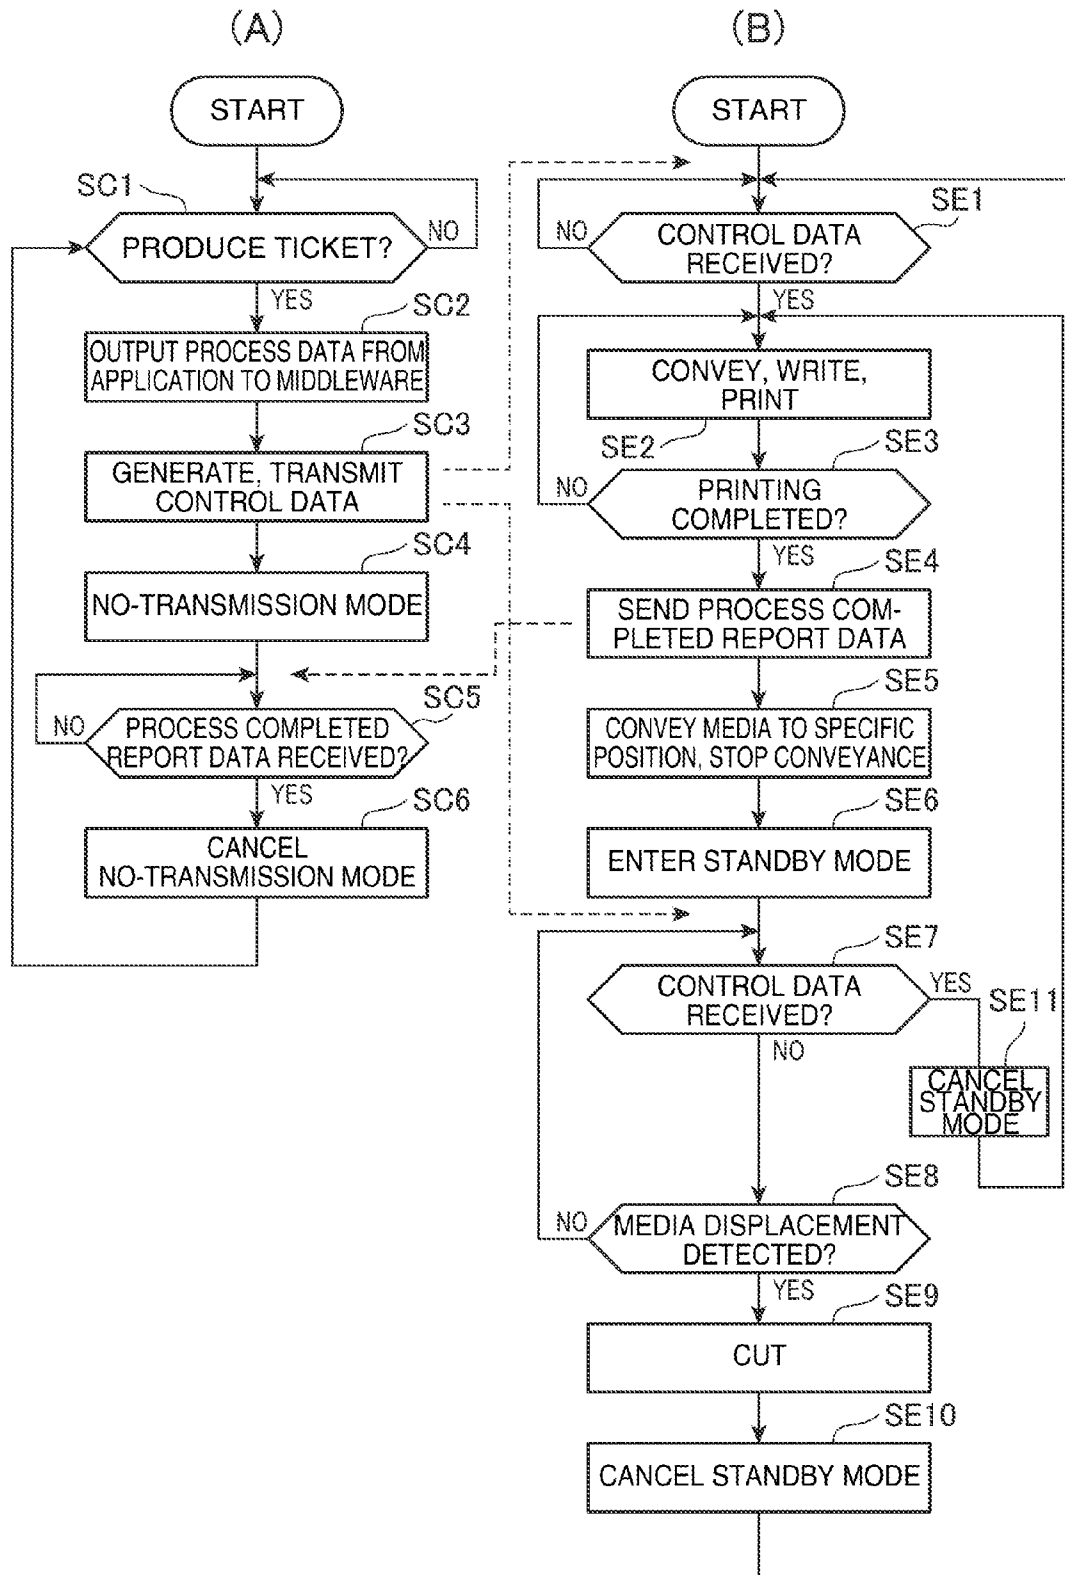 (A)
START
SC1
PRODUCE TICKET?
NO
YES
SC2
OUTPUT PROCESS DATA FROM
APPLICATION TO MIDDLEWARE
SC3
GENERATE, TRANSMIT
CONTROL DATA
SC4
NO-TRANSMISSION MODE
SC5
NO
PROCESS COMPLETED
REPORT DATA RECEIVED?
YES
SC6
CANCEL
NO-TRANSMISSION MODE
(B)
START
SE1
NO
CONTROL DATA
RECEIVED?
YES
CONVEY, WRITE,
PRINT
SE2
SE3
NO
PRINTING
COMPLETED?
YES
SE4
SEND PROCESS COM-
PLETED REPORT DATA
SE5
CONVEY MEDIA TO SPECIFIC
POSITION, STOP CONVEYANCE
SE6
ENTER STANDBY MODE
SE7
CONTROL DATA
RECEIVED?
YES
NO
SE11
CANCEL
STANDBY
MODE
SE8
NO
MEDIA DISPLACEMENT
DETECTED?
YES
SE9
CUT
SE10
CANCEL STANDBY MODE